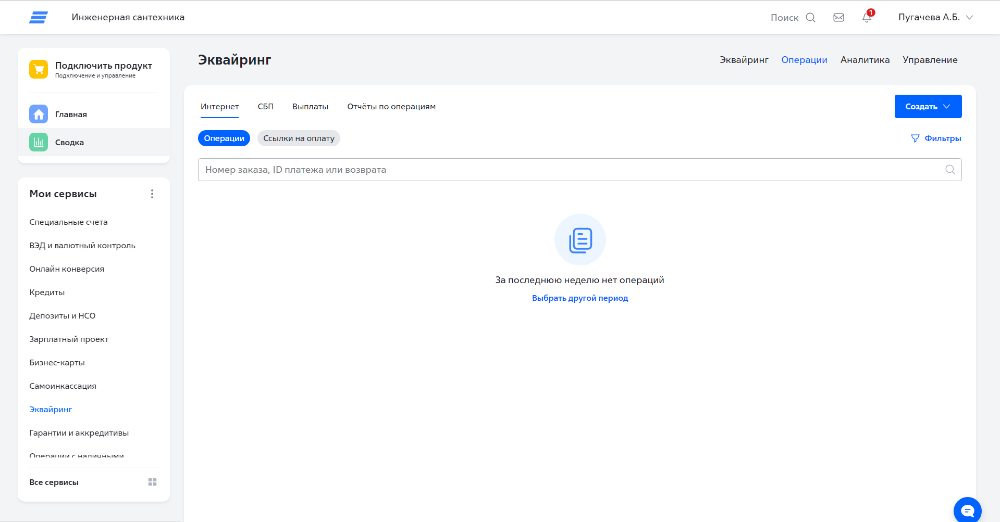 Инженерная сантехника
Поиск
1
Пугачева А.Б.
Подключить продукт
Подключение и управление
Главная
Сводка
Мои сервисы
Специальные счета
ВЭД и валютный контроль
Онлайн конверсия
Кредиты
Депозиты и НСО
Зарплатный проект
Бизнес-карты
Самоинкассация
Эквайринг
Гарантии и аккредитивы
Операции с наличными
Все сервисы
Эквайринг
Эквайринг Операции Аналитика Управление
Интернет СБП Выплаты Отчёты по операциям
Создать
Операции Ссылки на оплату
Фильтры
Номер заказа, ID платежа или возврата
За последнюю неделю нет операций
Выбрать другой период